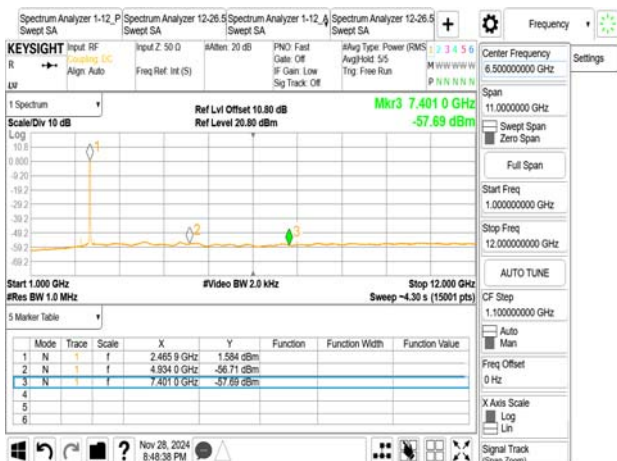 Spectrum Analyzer 1-12_P Spectrum Analyzer 12-26.5 Spectrum Analyzer 1-12_A Spectrum Analyzer 12-26.5
Swept SA Swept SA Swept SA Swept SA
Frequency
KEYSIGHT Input: RF Input Z: 50 Ω #Atten: 20 dB PNO: Fast #Avg Type: Power (RMS 1 2 3 4 5 6
R Coupling: DC Gate: Off Avg|Hold: 5/5 M W W W W W
Align: Auto Freq Ref: Int (S) IF Gain: Low Trig: Free Run
Sig Track: Off P N N N N N
1 Spectrum
Scale/Div 10 dB
Ref Lvl Offset 10.80 dB
Ref Level 20.80 dBm
Mkr3 7.401 0 GHz
-57.69 dBm
Log
10.8
0.800
-9.20
-19.2
-29.2
-39.2
-49.2
-59.2
-69.2
1
2
3
Start 1.000 GHz #Video BW 2.0 kHz Stop 12.000 GHz
#Res BW 1.0 MHz Sweep ~4.30 s (15001 pts)
5 Marker Table
Mode Trace Scale X Y Function Function Width Function Value
1 N 1 f 2.465 9 GHz 1.584 dBm
2 N 1 f 4.934 0 GHz -56.71 dBm
3 N 1 f 7.401 0 GHz -57.69 dBm
4
5
6
Nov 28, 2024
8:48:38 PM
Center Frequency
6.500000000 GHz
Settings
Span
11.0000000 GHz
Swept Span
Zero Span
Full Span
Start Freq
1.000000000 GHz
Stop Freq
12.000000000 GHz
AUTO TUNE
CF Step
1.100000000 GHz
Auto
Man
Freq Offset
0 Hz
X Axis Scale
Log
Lin
Signal Track
(Span Zoom)